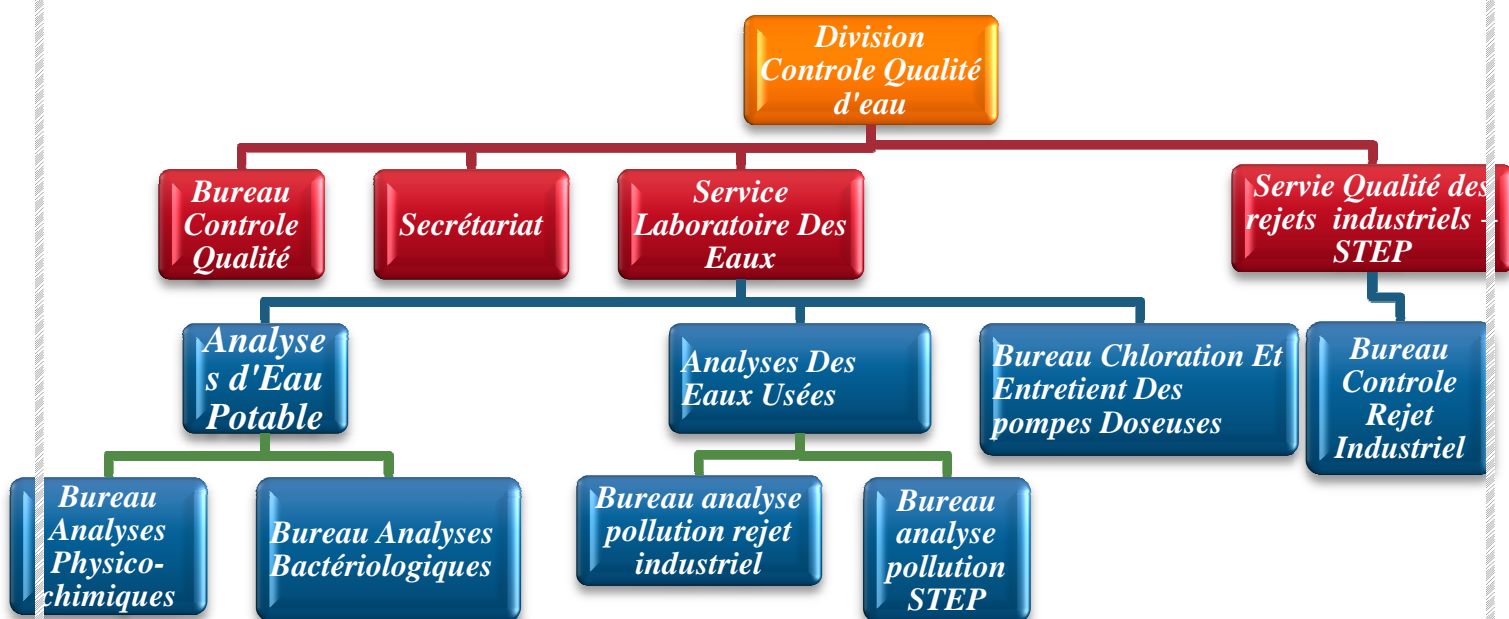 Division
Controle Qualité
d'eau
Bureau
Controle
Qualité
Secrétariat
Service
Laboratoire Des
Eaux
Servie Qualité des
rejets industriels -
STEP
Analyse
s d'Eau
Potable
Analyses Des
Eaux Usées
Bureau Chloration Et
Entretient Des
pompes Doseuses
Bureau
Controle
Rejet
Industriel
Bureau
Analyses
Physico-
chimiques
Bureau Analyses
Bactériologiques
Bureau analyse
pollution rejet
industriel
Bureau
analyse
pollution
STEP